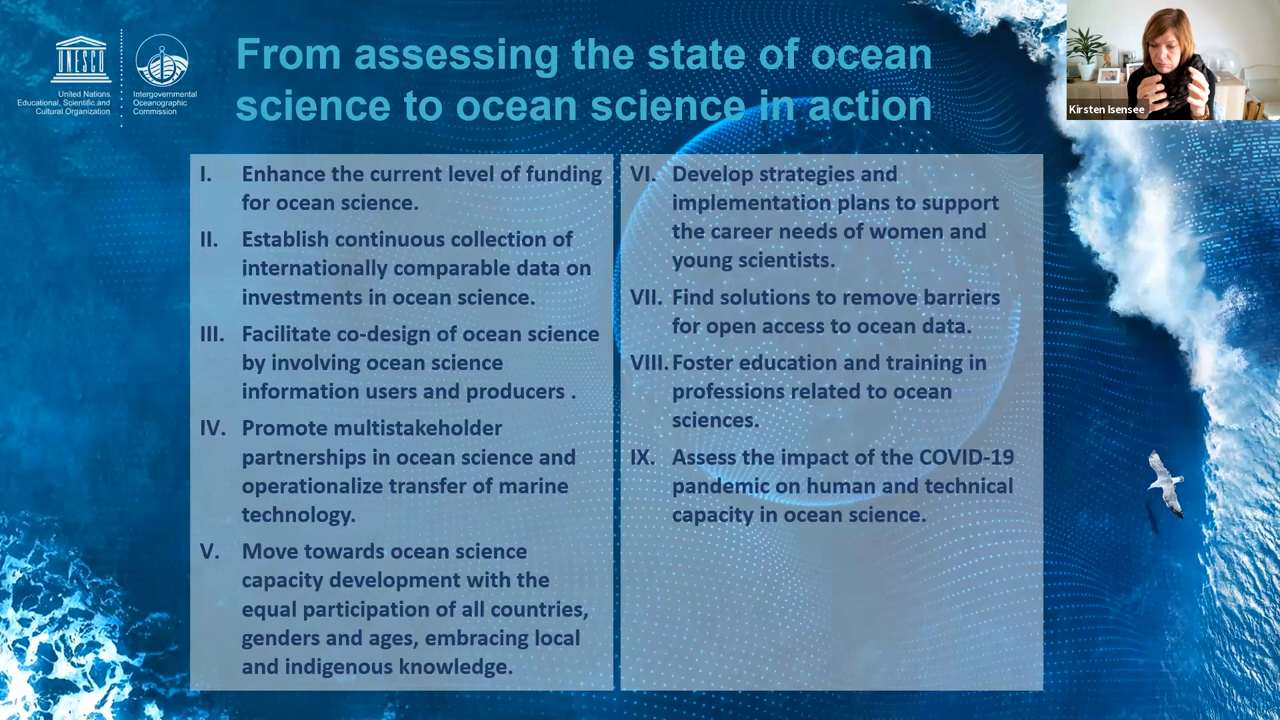 UNESCO
United Nations
Educational, Scientific and
Cultural Organization
Intergovernmental
Oceanographic
Commission
From assessing the state of ocean
science to ocean science in action
Kirsten Isensee
I. Enhance the current level of funding
for ocean science.
II. Establish continuous collection of
internationally comparable data on
investments in ocean science.
III. Facilitate co-design of ocean science
by involving ocean science
information users and producers .
IV. Promote multistakeholder
partnerships in ocean science and
operationalize transfer of marine
technology.
V. Move towards ocean science
capacity development with the
equal participation of all countries,
genders and ages, embracing local
and indigenous knowledge.
VI. Develop strategies and
implementation plans to support
the career needs of women and
young scientists.
VII. Find solutions to remove barriers
for open access to ocean data.
VIII. Foster education and training in
professions related to ocean
sciences.
IX. Assess the impact of the COVID-19
pandemic on human and technical
capacity in ocean science.